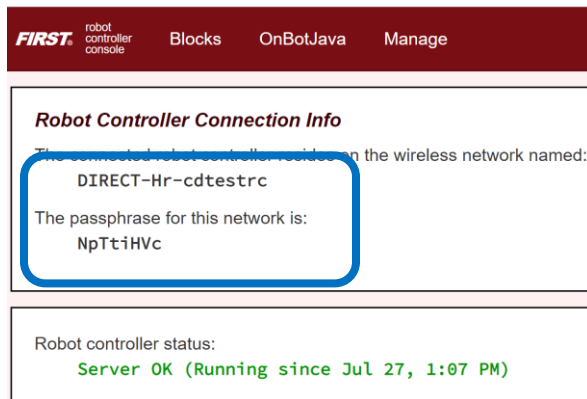 FIRST® robot controller console Blocks OnBotJava Manage
Robot Controller Connection Info
The connected robot controller resides on the wireless network named:
DIRECT-Hr-cdtestrc
The passphrase for this network is:
NpTtiHVc
Robot controller status:
Server OK (Running since Jul 27, 1:07 PM)